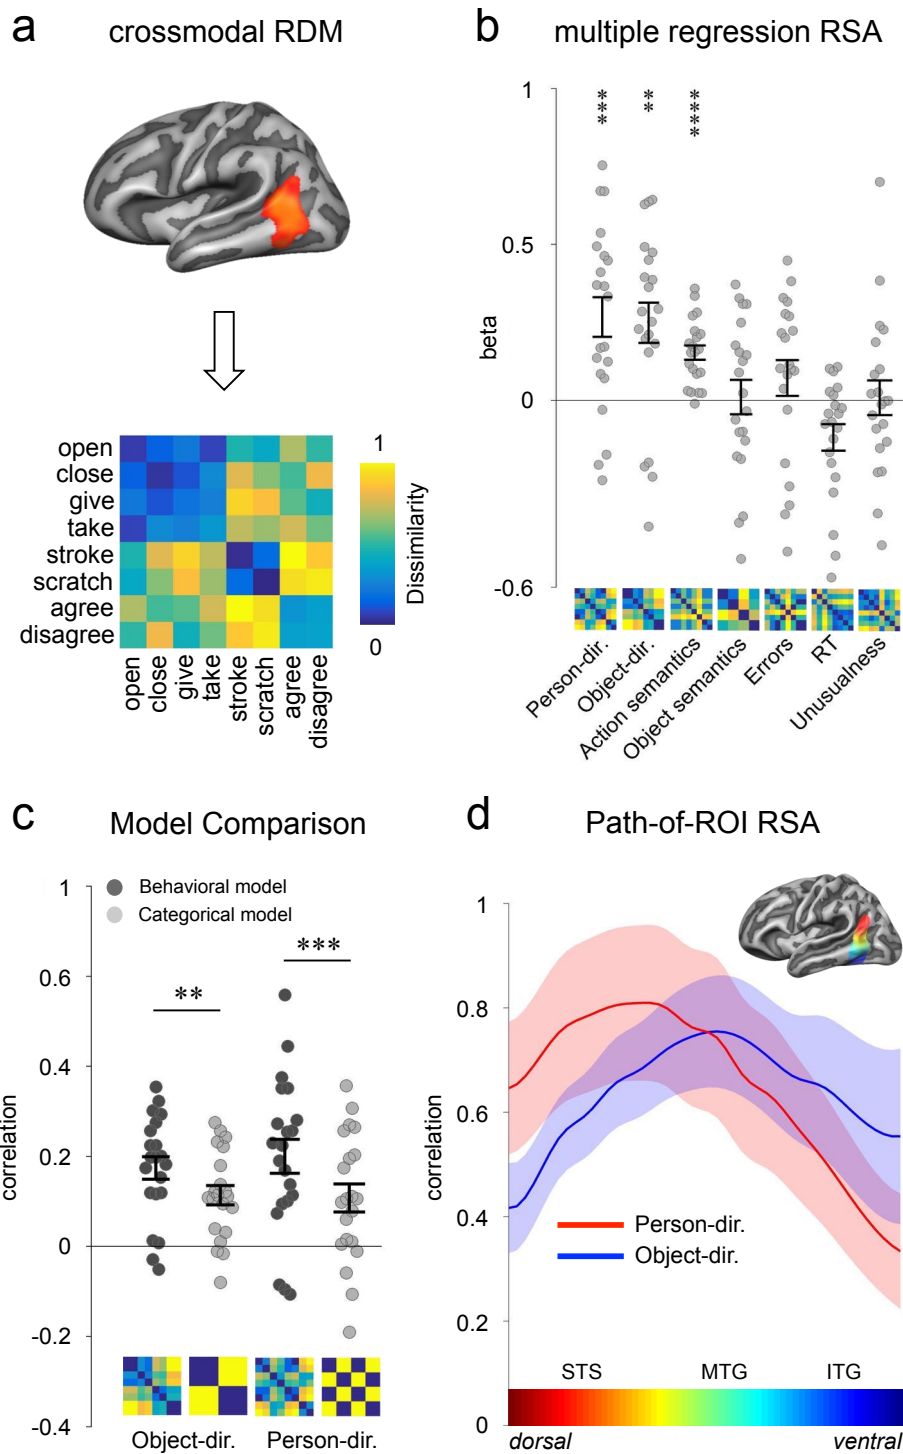 a crossmodal RDM
open
close
give
take
stroke
scratch
agree
disagree
1
Dissimilarity
0
open
close
give
take
stroke
scratch
agree
disagree
b multiple regression RSA
***
**
****
1
0.5
0
-0.6
beta
Person-dir.
Object-dir.
Action semantics
Object semantics
Errors
RT
Unusualness
c Model Comparison
Behavioral model
Categorical model
1
0.6
0.4
0.2
0
-0.2
-0.4
correlation
**
***
Object-dir.
Person-dir.
d Path-of-ROI RSA
1
0.8
0.6
0.4
0.2
0
correlation
Person-dir.
Object-dir.
STS
MTG
ITG
dorsal
ventral